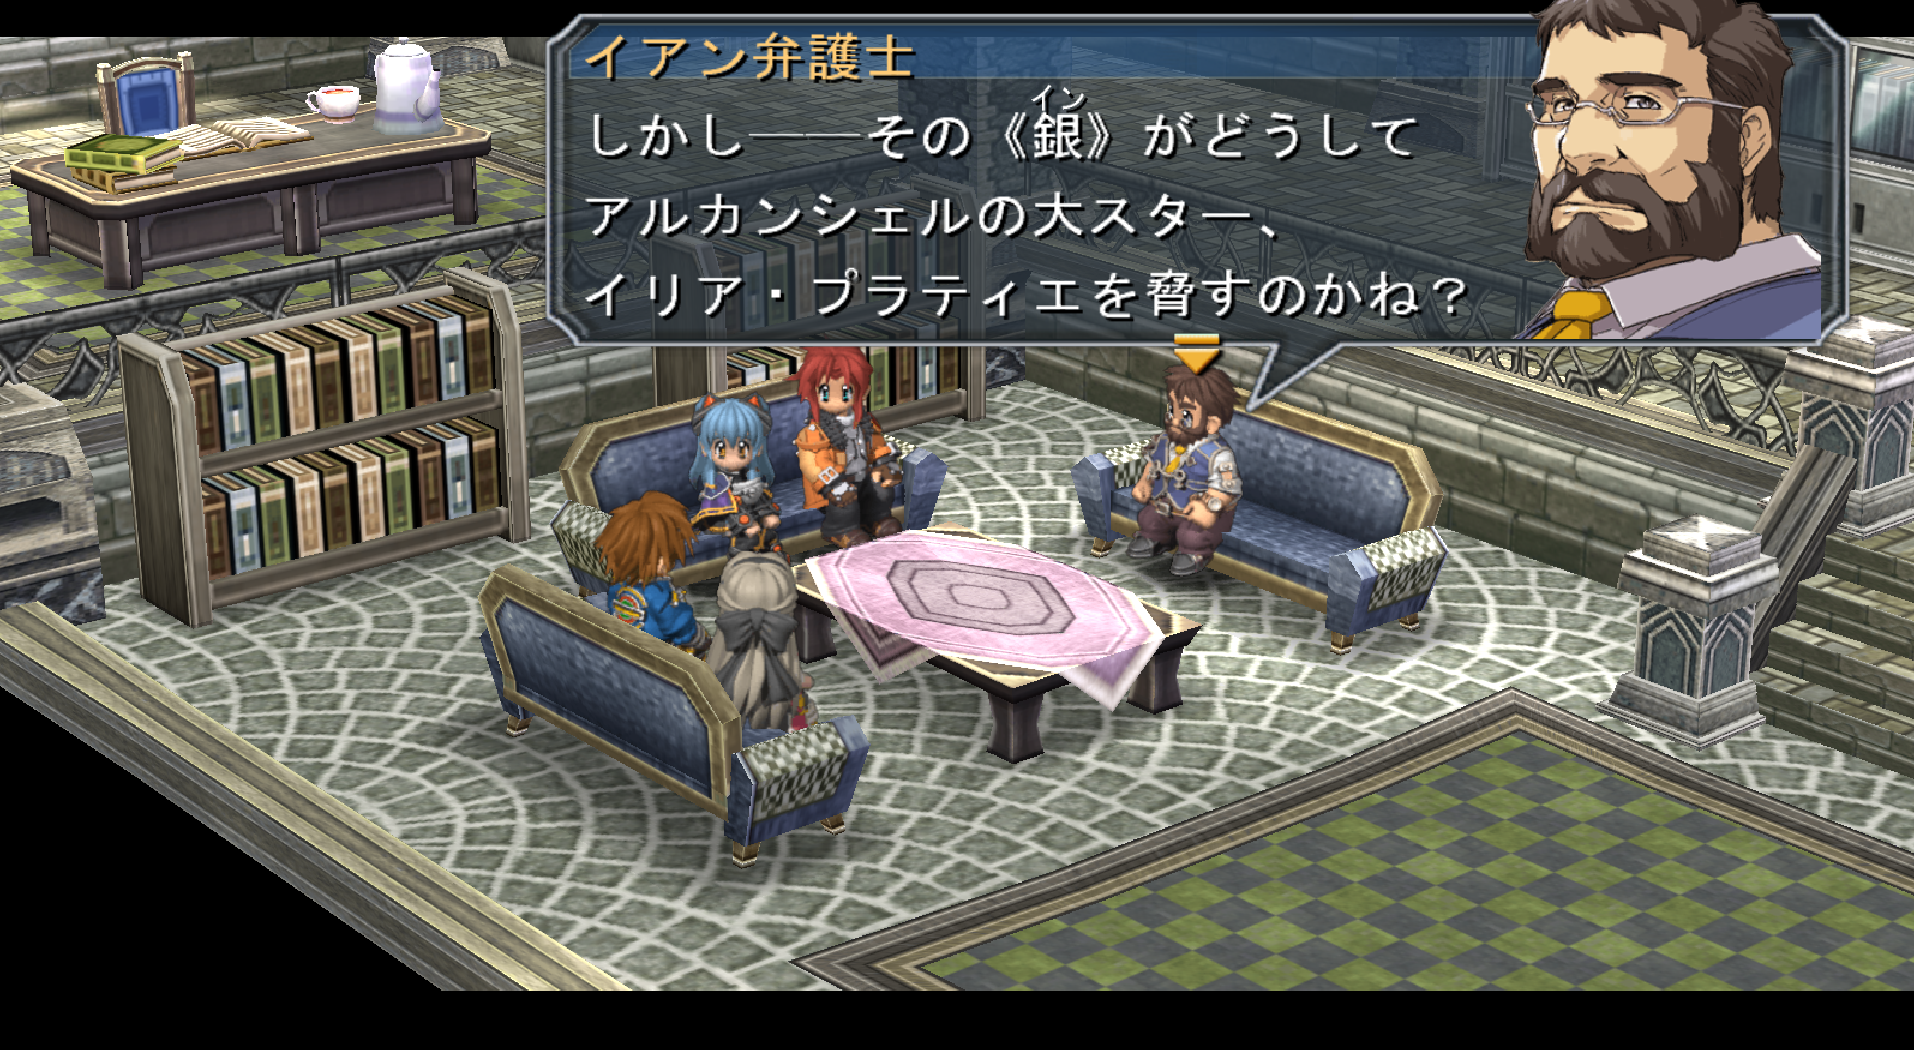 イアン弁護士
イン
しかし――その《銀》がどうして
アルカンシェルの大スター、
イリア・プラティエを脅すのかね？